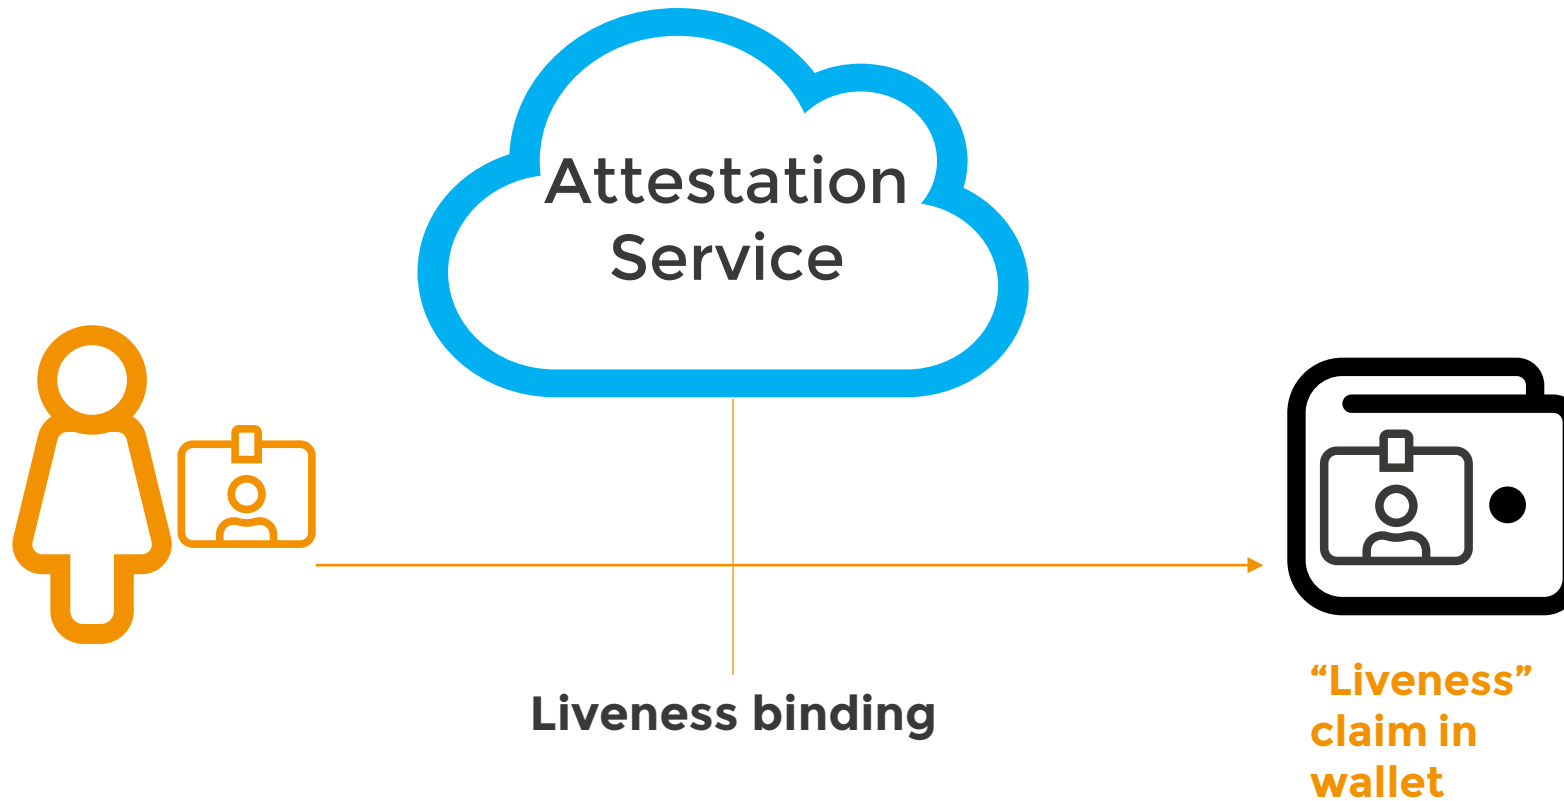 Attestation
Service
Liveness binding
“Liveness”
claim in
wallet